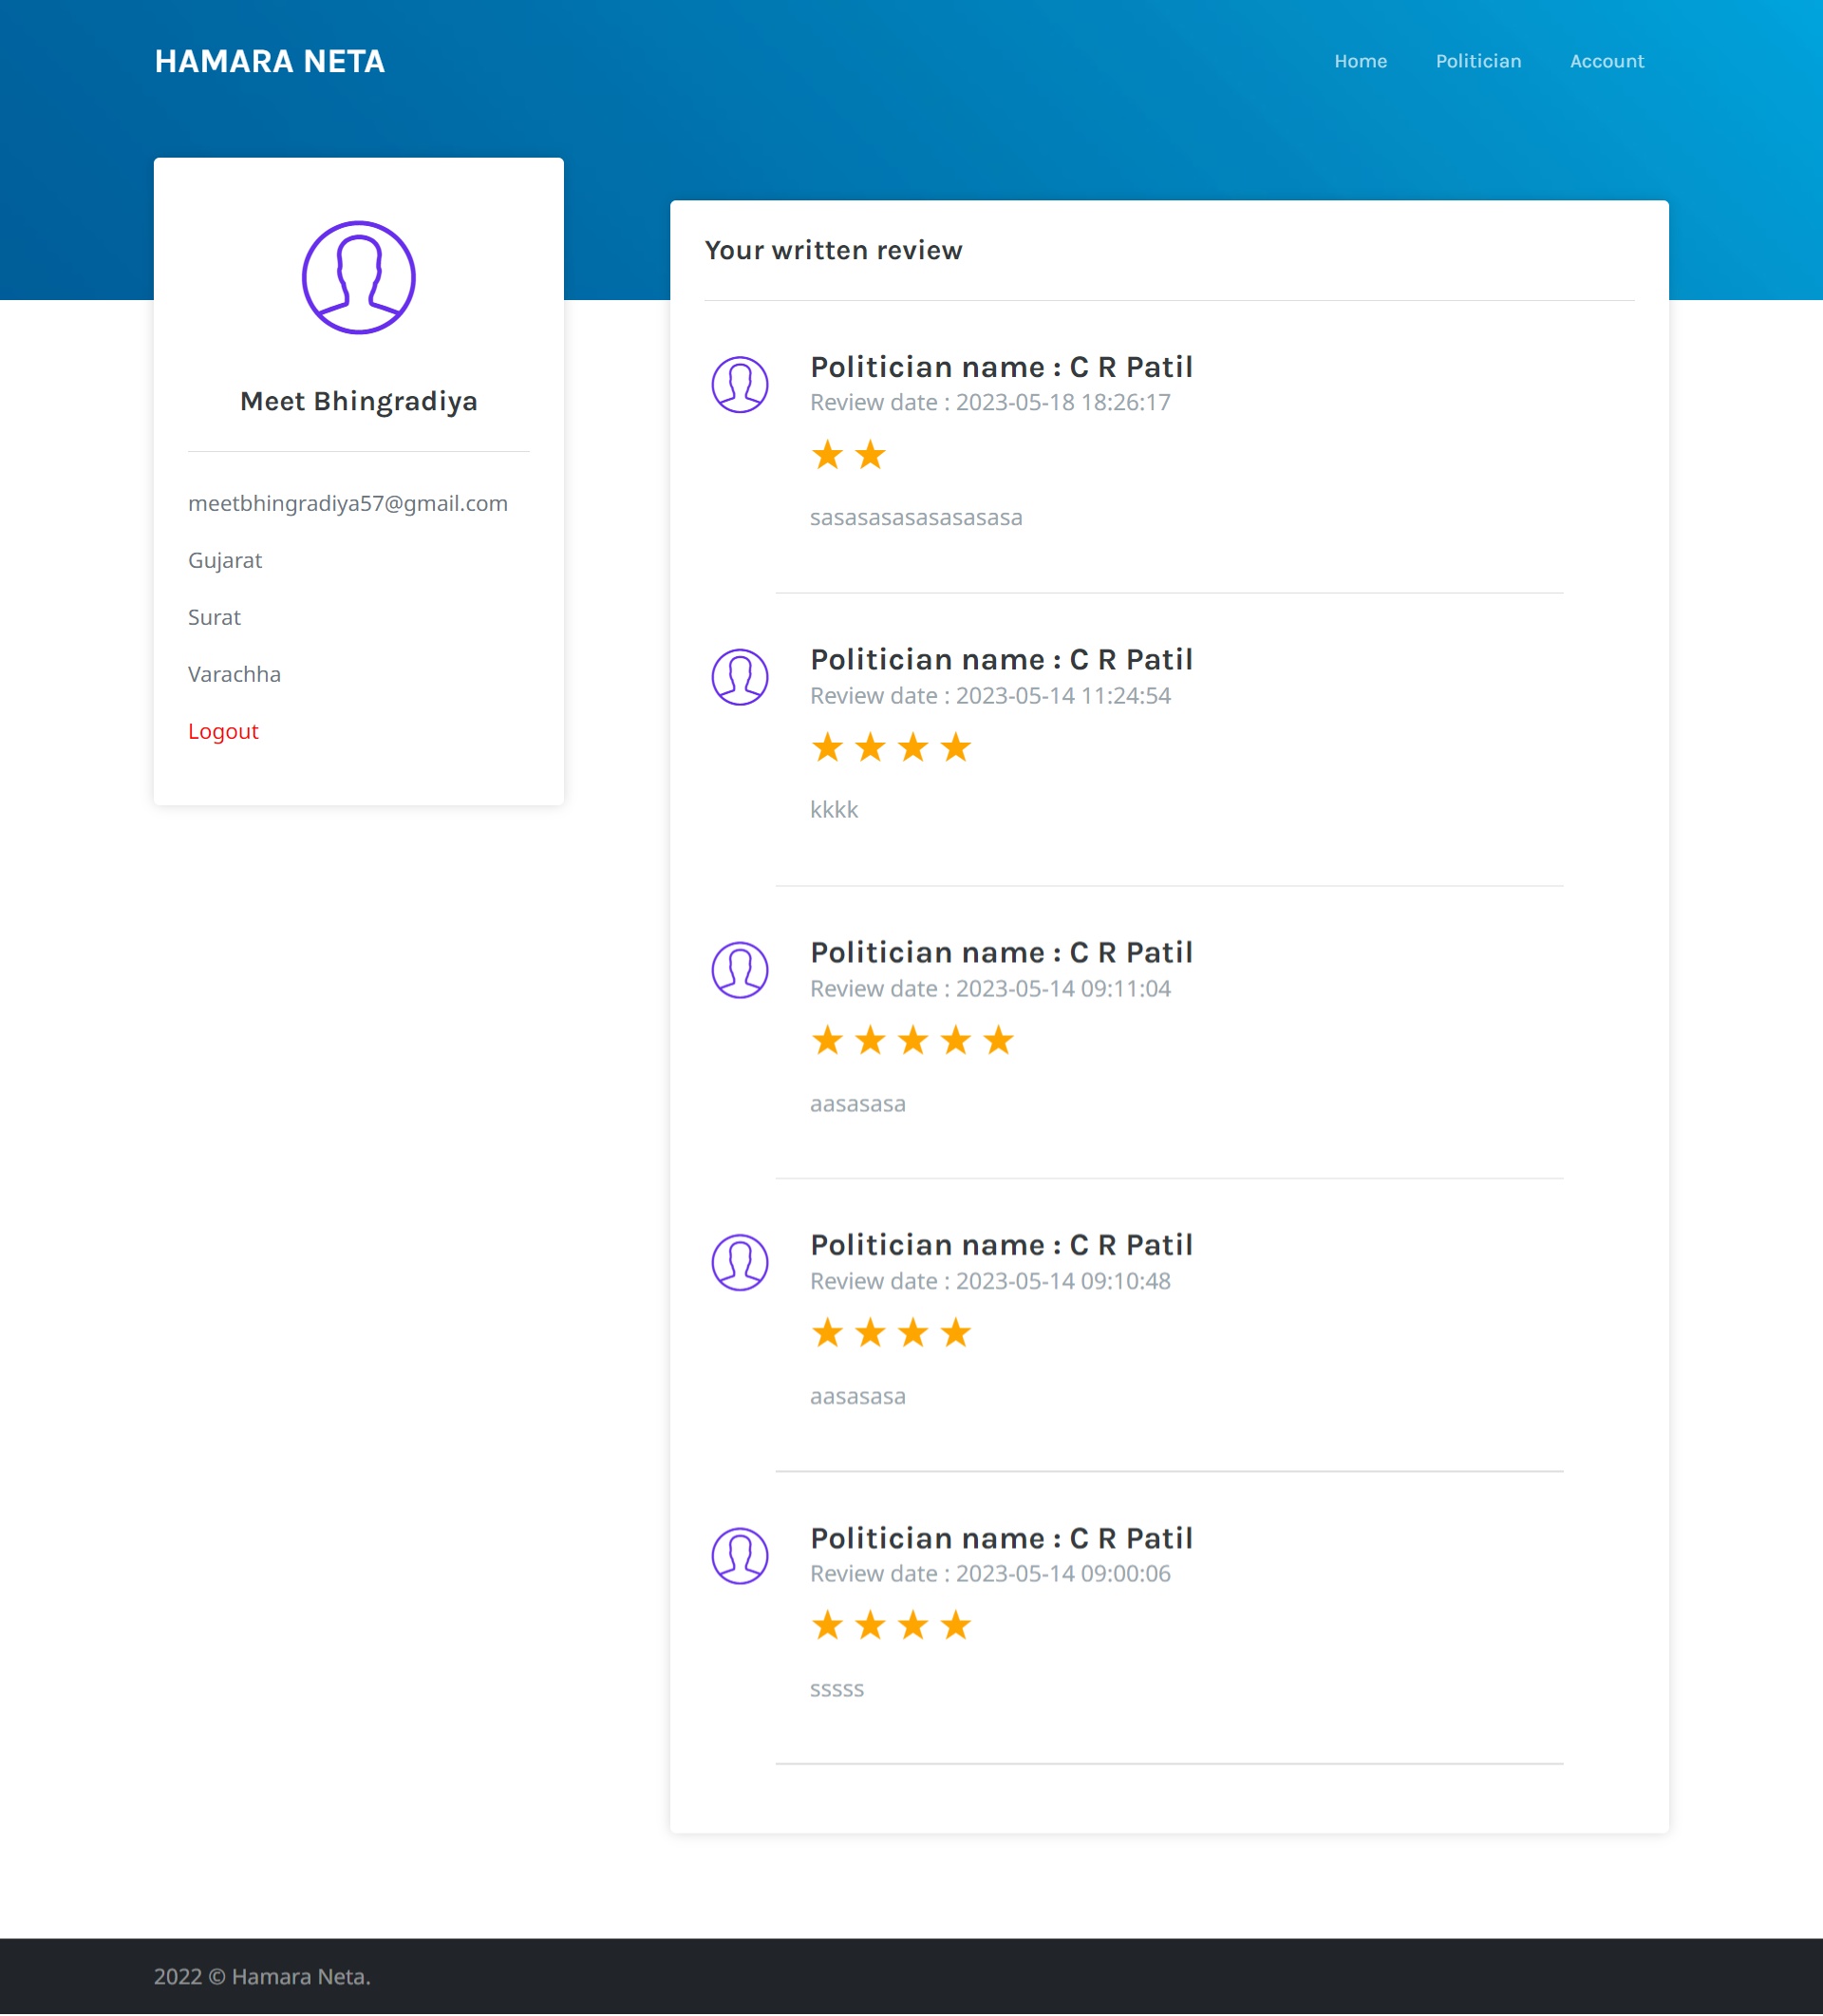 HAMARA NETA
Home Politician Account
Meet Bhingradiya
meetbhingradiya57@gmail.com
Gujarat
Surat
Varachha
Logout
Your written review
Politician name : C R Patil
Review date : 2023-05-18 18:26:17
★ ★
sasasasasasasasasa
Politician name : C R Patil
Review date : 2023-05-14 11:24:54
★ ★ ★ ★
kkkk
Politician name : C R Patil
Review date : 2023-05-14 09:11:04
★ ★ ★ ★ ★
aasasasa
Politician name : C R Patil
Review date : 2023-05-14 09:10:48
★ ★ ★ ★
aasasasa
Politician name : C R Patil
Review date : 2023-05-14 09:00:06
★ ★ ★ ★
sssss
2022 © Hamara Neta.